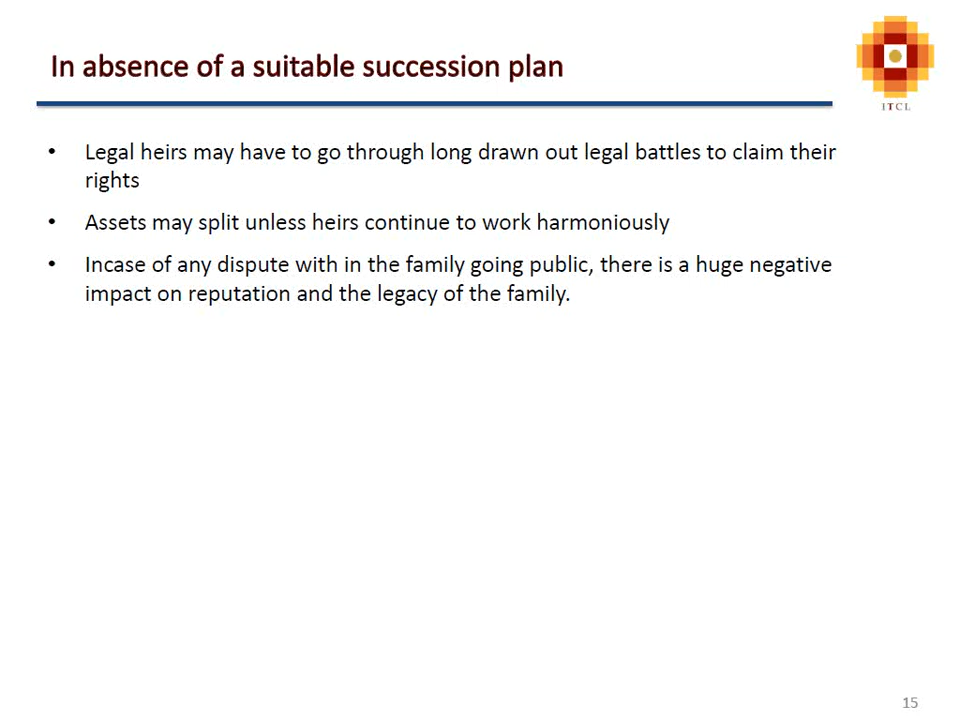 In absence of a suitable succession plan
ITCL
• Legal heirs may have to go through long drawn out legal battles to claim their
rights
• Assets may split unless heirs continue to work harmoniously
• Incase of any dispute with in the family going public, there is a huge negative
impact on reputation and the legacy of the family.
15